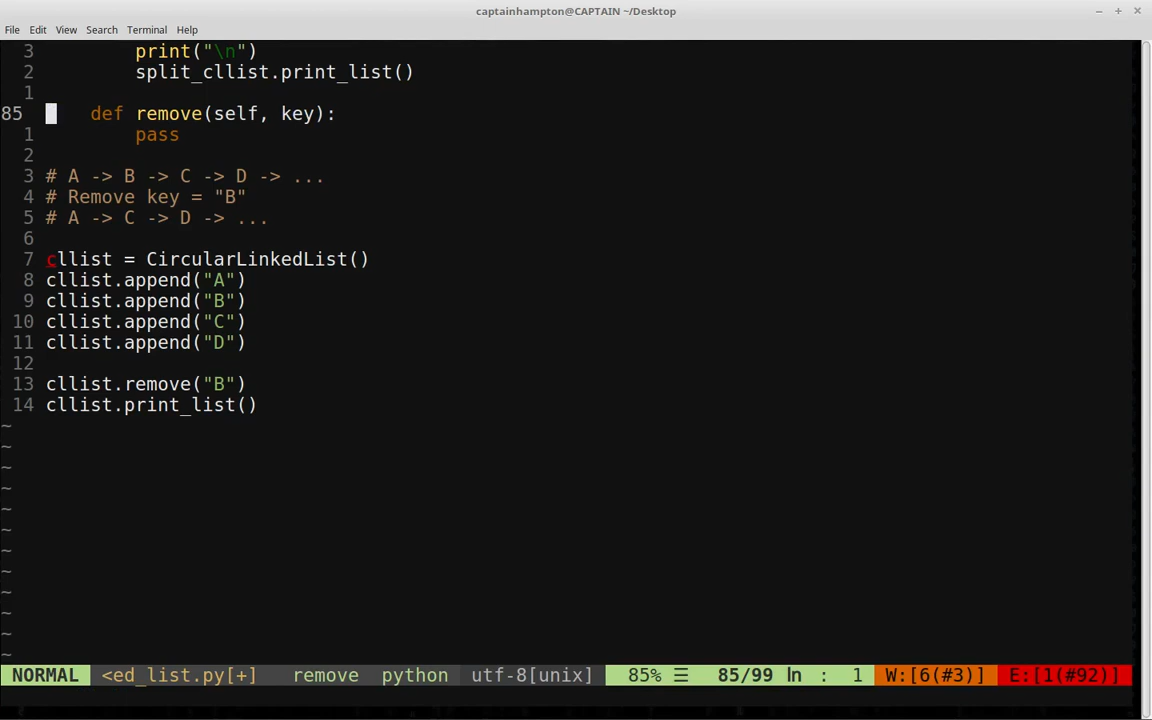 captainhampton@CAPTAIN ~/Desktop
File Edit View Search Terminal Help
3 print("\n")
2 split_cllist.print_list()
1
85 def remove(self, key):
1 pass
2
3 # A -> B -> C -> D -> ...
4 # Remove key = "B"
5 # A -> C -> D -> ...
6
7 cllist = CircularLinkedList()
8 cllist.append("A")
9 cllist.append("B")
10 cllist.append("C")
11 cllist.append("D")
12
13 cllist.remove("B")
14 cllist.print_list()
~
~
~
~
~
~
~
~
~
~
~
~
NORMAL <ed_list.py[+] remove python utf-8[unix] 85% ☰ 85/99 ln : 1 W:[6(#3)] E:[1(#92)]